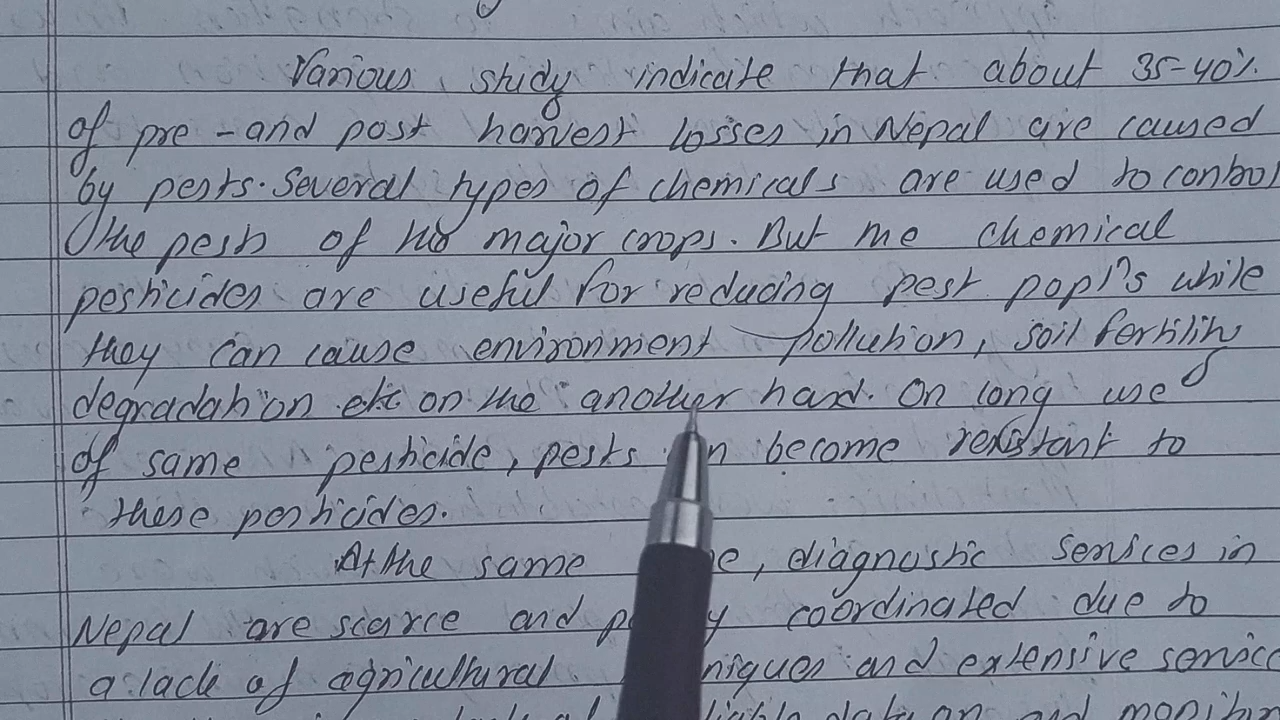 Various study indicate that about 35-40%
of pre-and post harvest losses in Nepal are caused
by pests. Several types of chemicals are used to control
the pests of major crops. But the chemical
pesticides are useful for reducing pest popl's while
they can cause environment pollution, soil fertility
degradation etc on the another hand. On long use
of same pesticide, pests become resistant to
these pesticides.
At the same , diagnostic services in
Nepal are scarce and coordinated due to
a lack of agricultural and extensive service